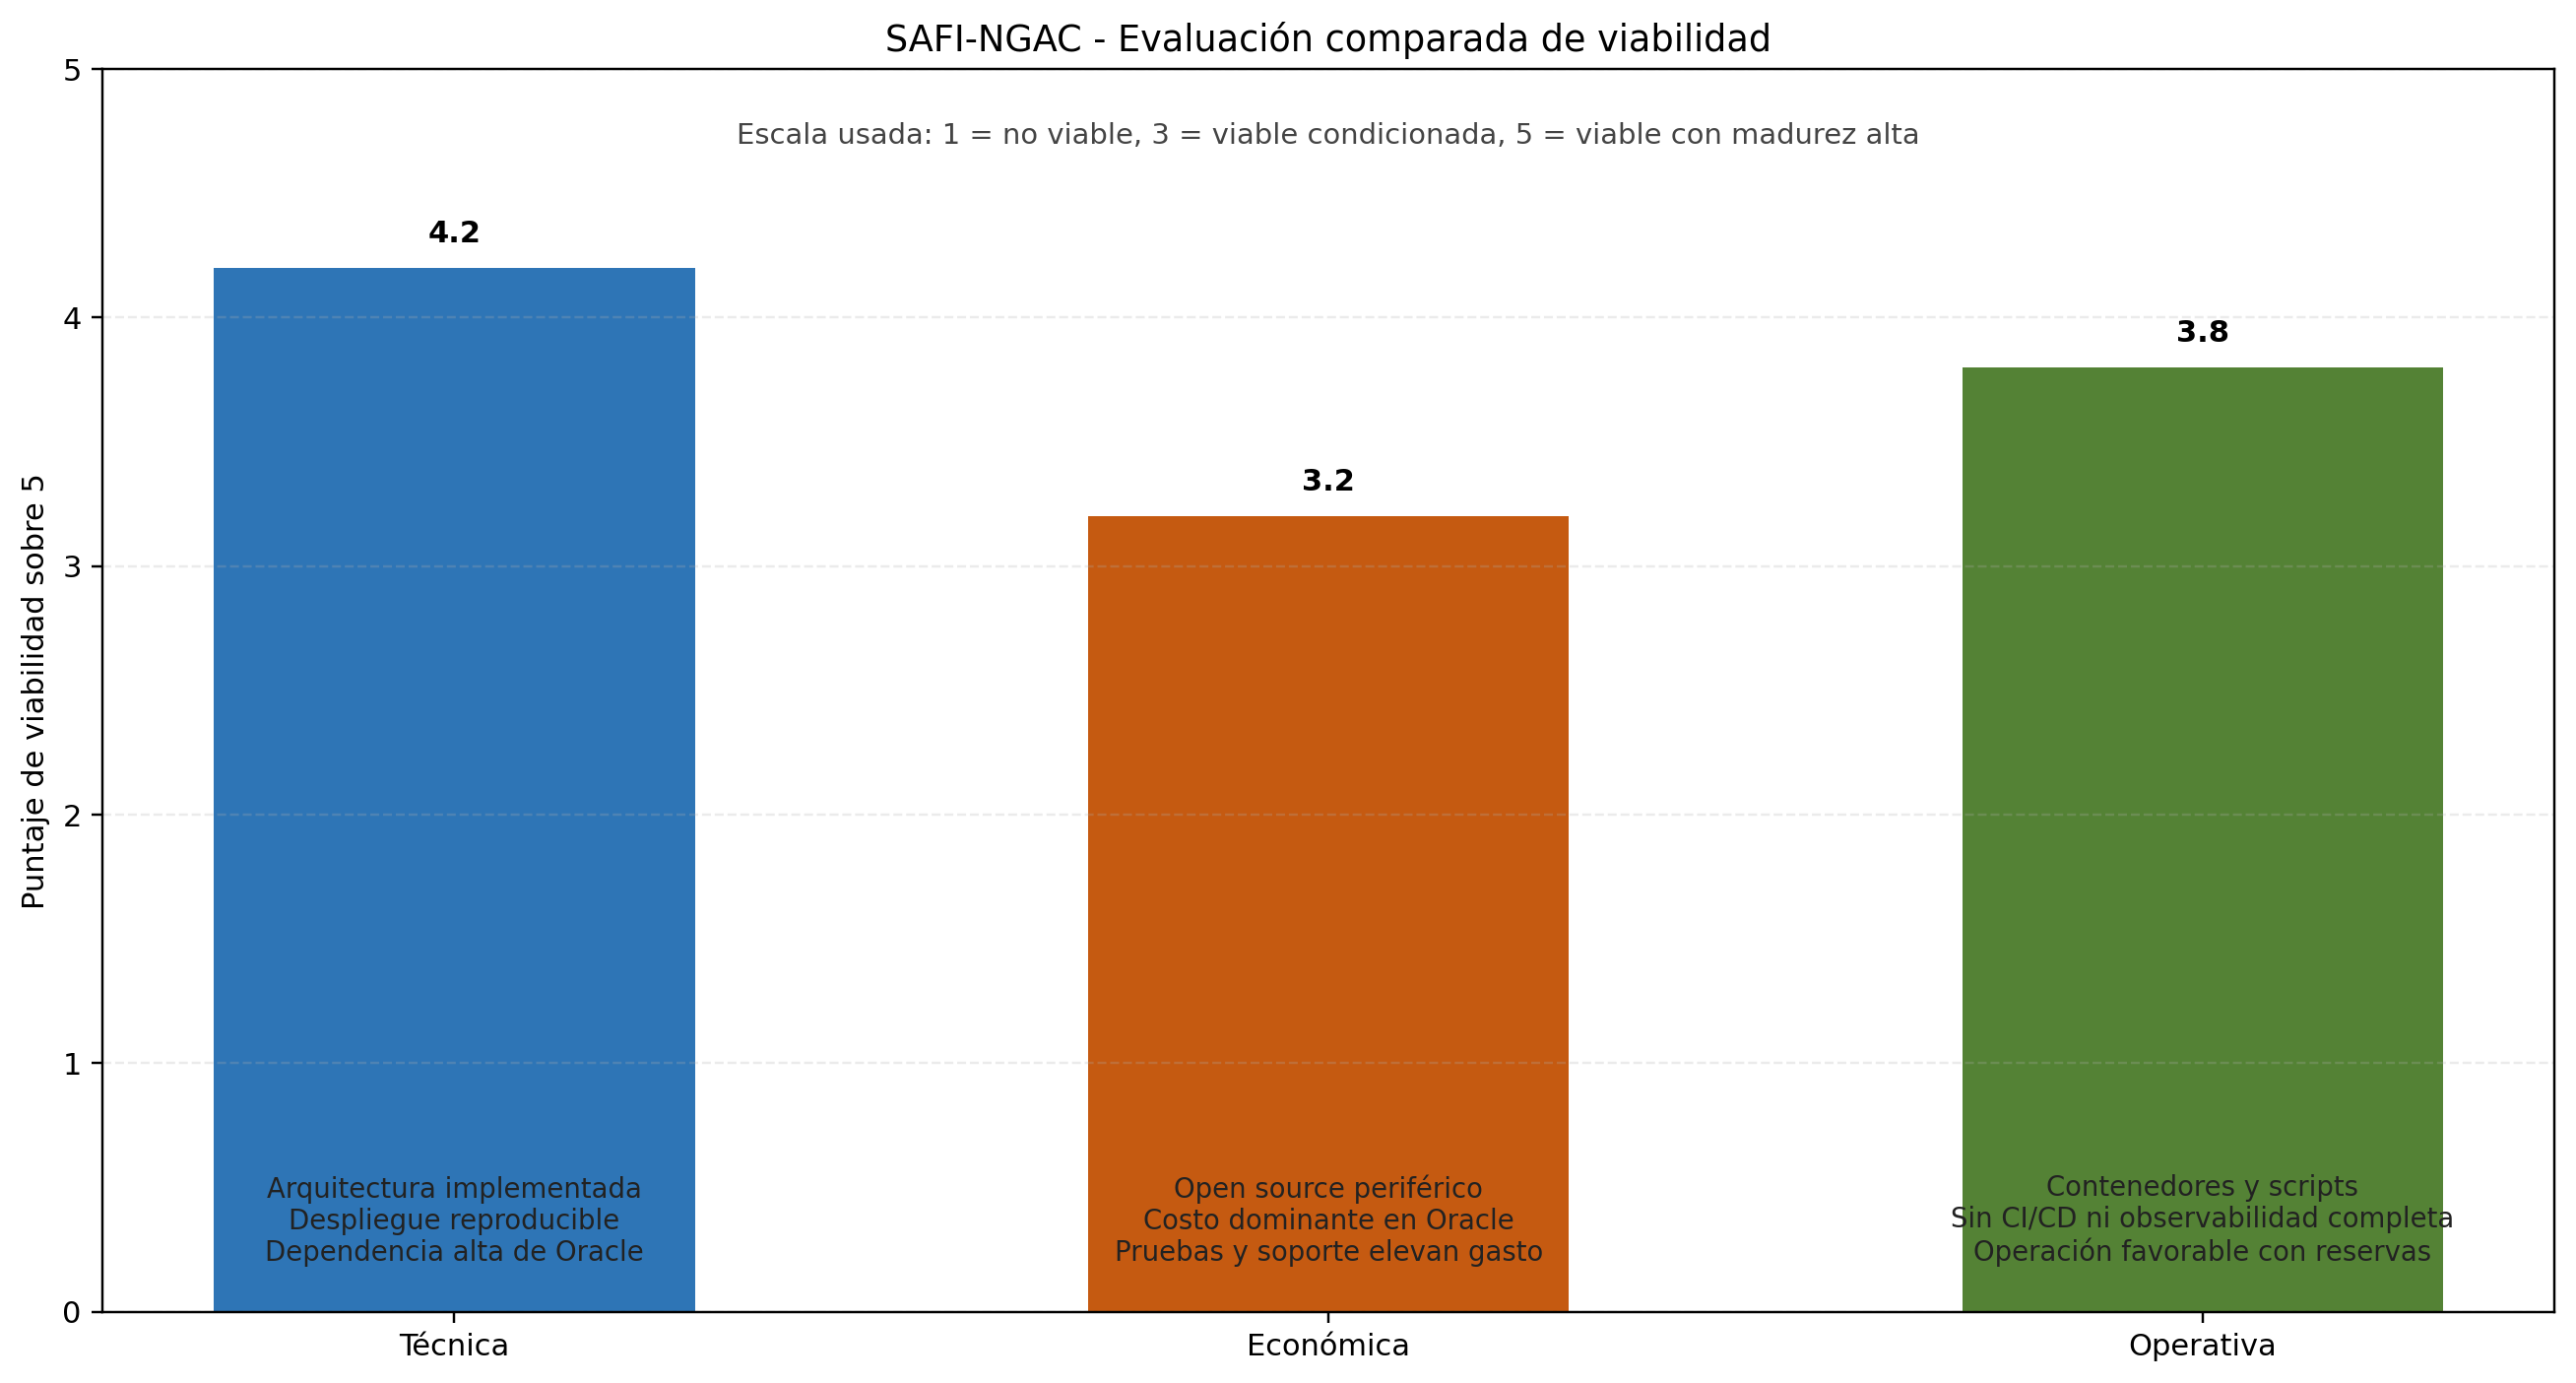 SAFI-NGAC - Evaluación comparada de viabilidad
Escala usada: 1 = no viable, 3 = viable condicionada, 5 = viable con madurez alta
Puntaje de viabilidad sobre 5
5
4
3
2
1
0
4.2
3.2
3.8
Arquitectura implementada
Despliegue reproducible
Dependencia alta de Oracle
Open source periférico
Costo dominante en Oracle
Pruebas y soporte elevan gasto
Contenedores y scripts
Sin CI/CD ni observabilidad completa
Operación favorable con reservas
Técnica
Económica
Operativa